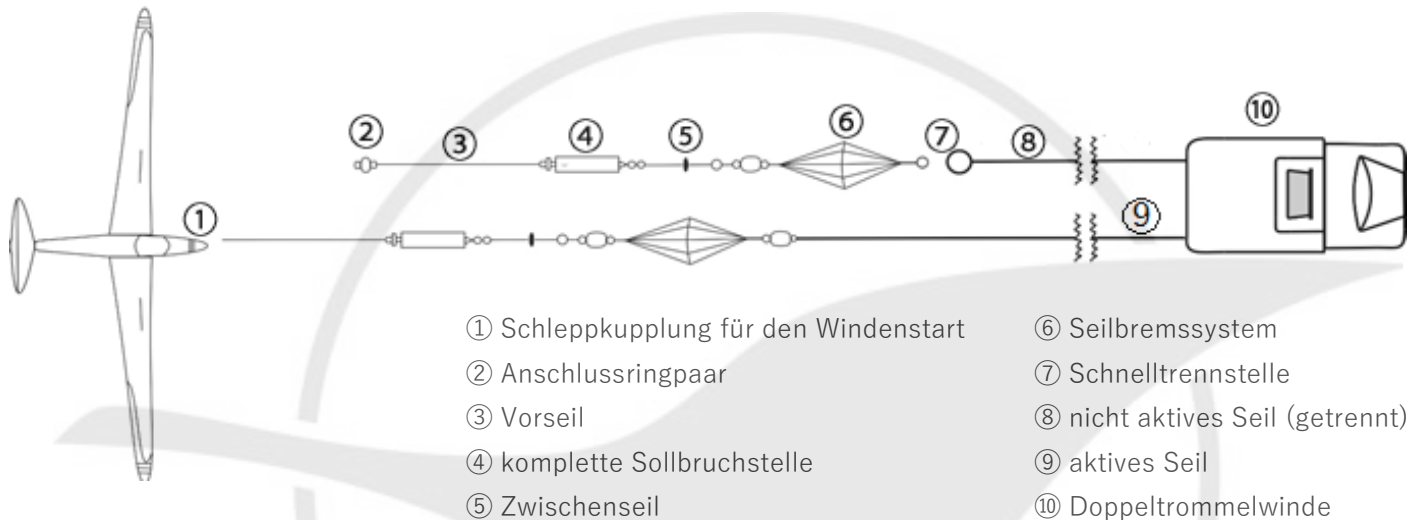 ② ③ ④ ⑤ ⑥ ⑦ ⑧ ⑩
① ⑨
① Schleppkupplung für den Windenstart
② Anschlussringpaar
③ Vorseil
④ komplette Sollbruchstelle
⑤ Zwischenseil
⑥ Seilbremssystem
⑦ Schnelltrennstelle
⑧ nicht aktives Seil (getrennt)
⑨ aktives Seil
⑩ Doppeltrommelwinde